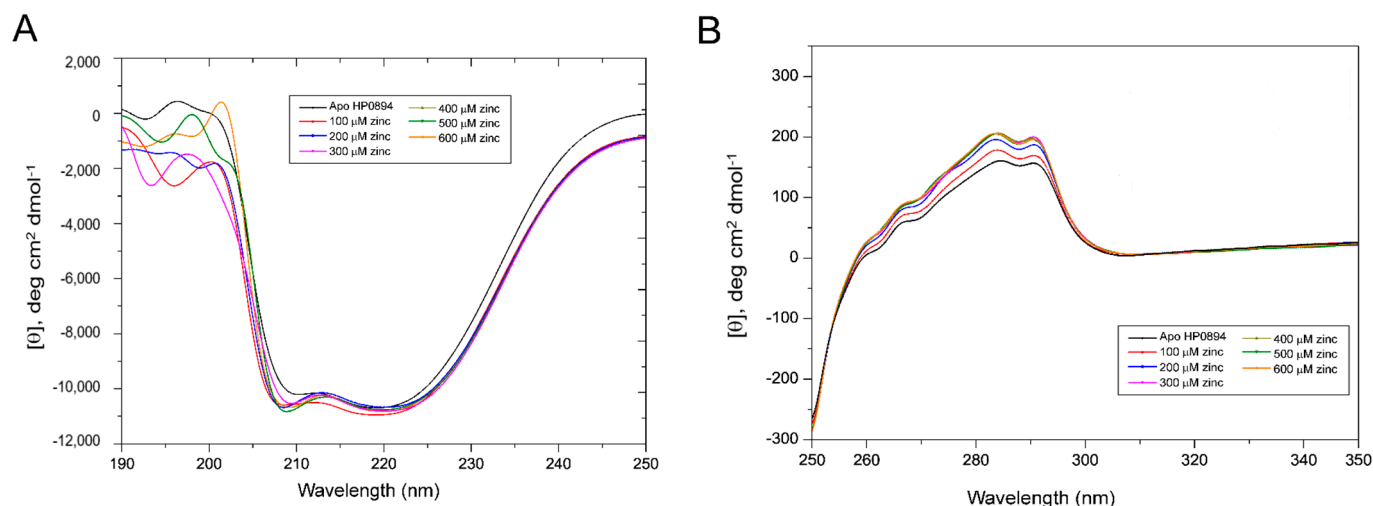 A
B
[θ], deg cm² dmol⁻¹
2,000
0
-2,000
-4,000
-6,000
-8,000
-10,000
-12,000
Apo HP0894
100 μM zinc
200 μM zinc
300 μM zinc
400 μM zinc
500 μM zinc
600 μM zinc
190 200 210 220 230 240 250
Wavelength (nm)
[θ], deg cm² dmol⁻¹
300
200
100
0
-100
-200
-300
Apo HP0894
100 μM zinc
200 μM zinc
300 μM zinc
400 μM zinc
500 μM zinc
600 μM zinc
250 260 280 300 320 340 350
Wavelength (nm)